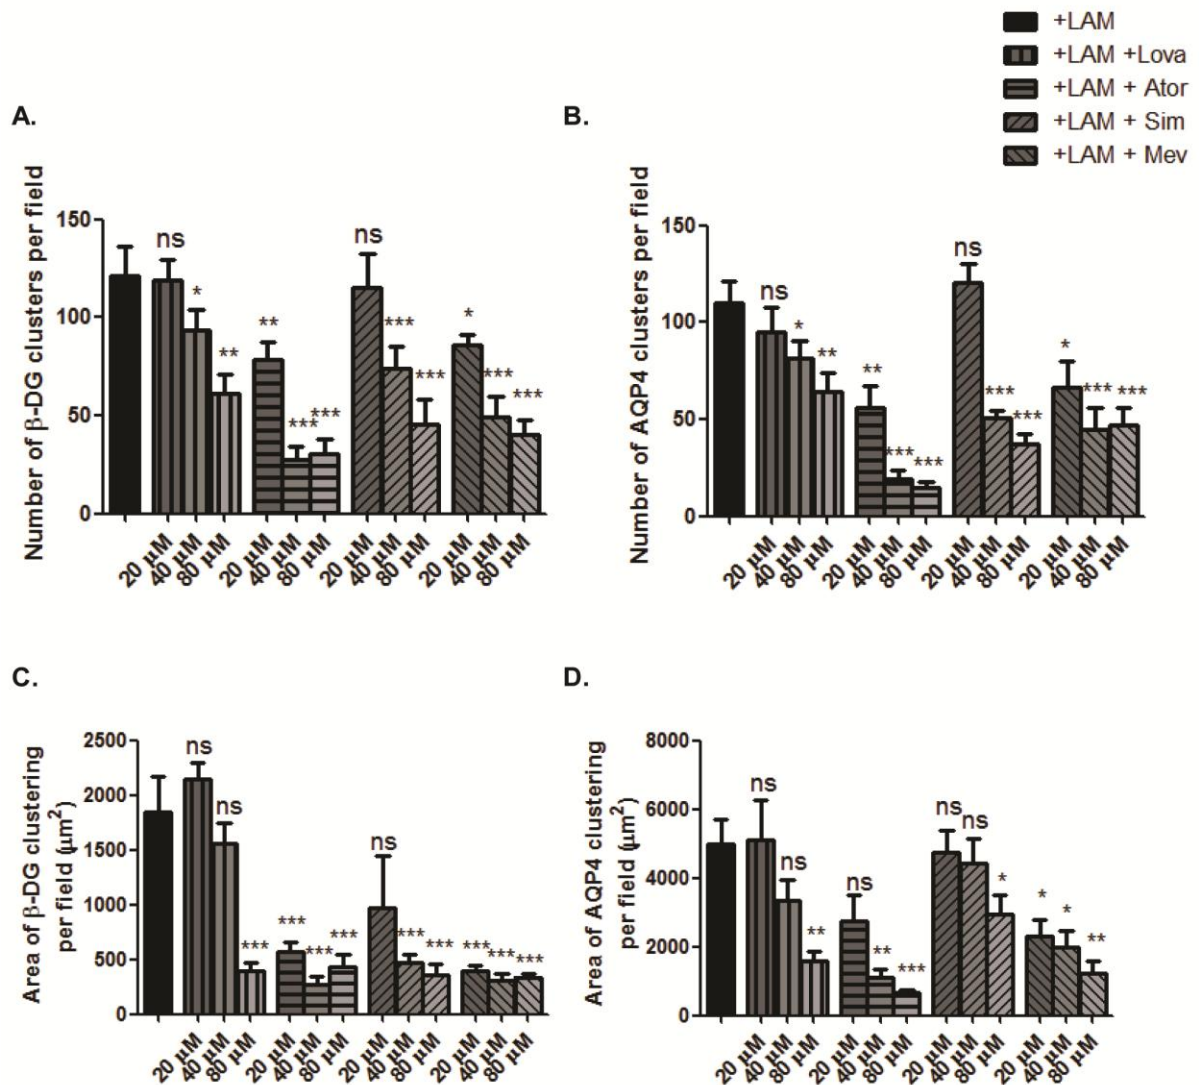 +LAM
+LAM +Lova
+LAM + Ator
+LAM + Sim
+LAM + Mev
A.
Number of β-DG clusters per field
150
100
50
0
ns
*
**
**
***
***
ns
***
***
*
***
***
20 µM
40 µM
80 µM
20 µM
40 µM
80 µM
20 µM
40 µM
80 µM
20 µM
40 µM
80 µM
B.
Number of AQP4 clusters per field
150
100
50
0
ns
*
**
**
***
***
ns
***
***
*
***
***
20 µM
40 µM
80 µM
20 µM
40 µM
80 µM
20 µM
40 µM
80 µM
20 µM
40 µM
80 µM
C.
Area of β-DG clustering
per field (µm²)
2500
2000
1500
1000
500
0
ns
ns
***
***
***
***
ns
***
***
***
***
***
20 µM
40 µM
80 µM
20 µM
40 µM
80 µM
20 µM
40 µM
80 µM
20 µM
40 µM
80 µM
D.
Area of AQP4 clustering
per field (µm²)
8000
6000
4000
2000
0
ns
ns
**
ns
**
***
ns
ns
*
*
*
**
20 µM
40 µM
80 µM
20 µM
40 µM
80 µM
20 µM
40 µM
80 µM
20 µM
40 µM
80 µM